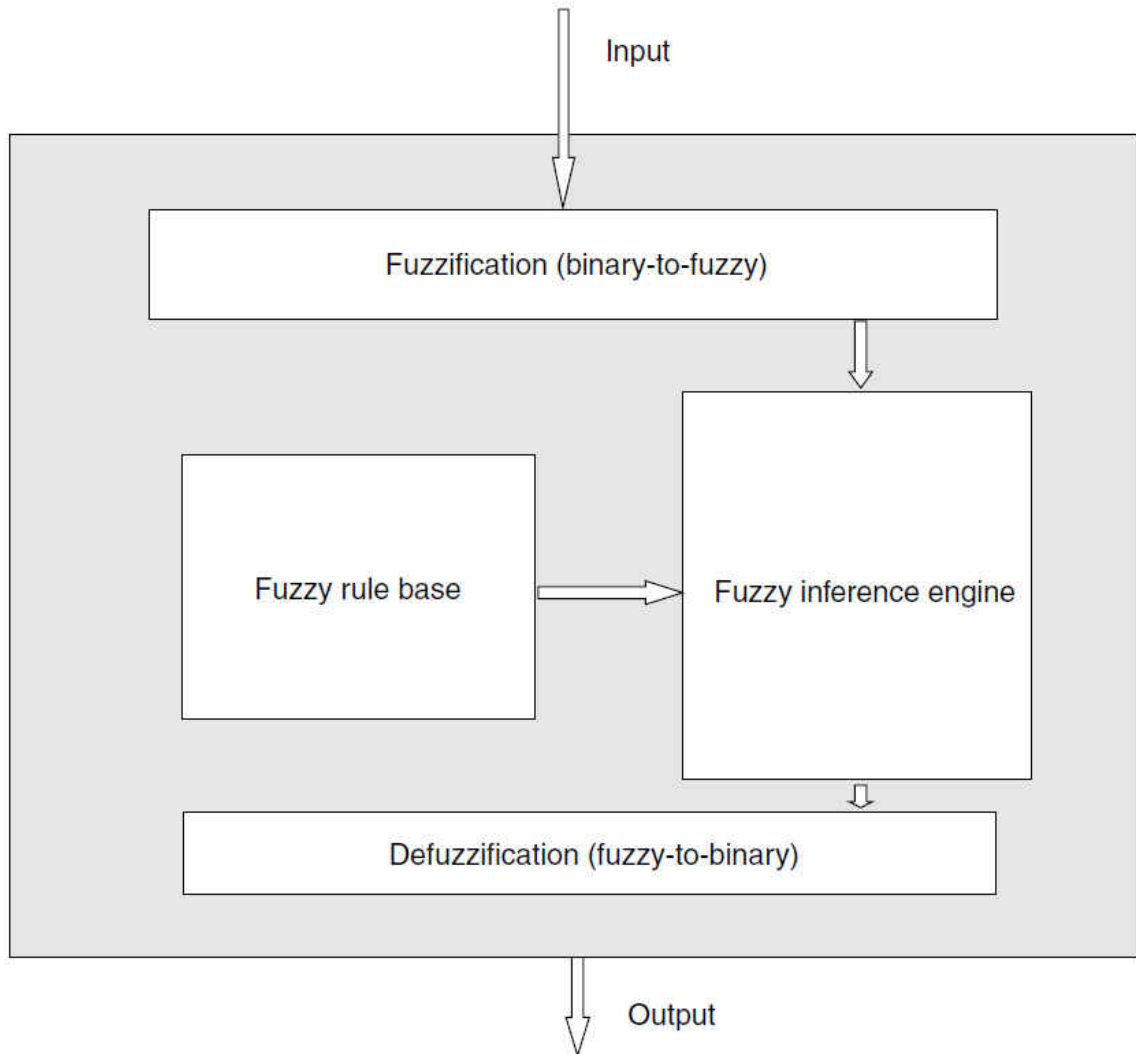 Input
Fuzzification (binary-to-fuzzy)
Fuzzy rule base
Fuzzy inference engine
Defuzzification (fuzzy-to-binary)
Output